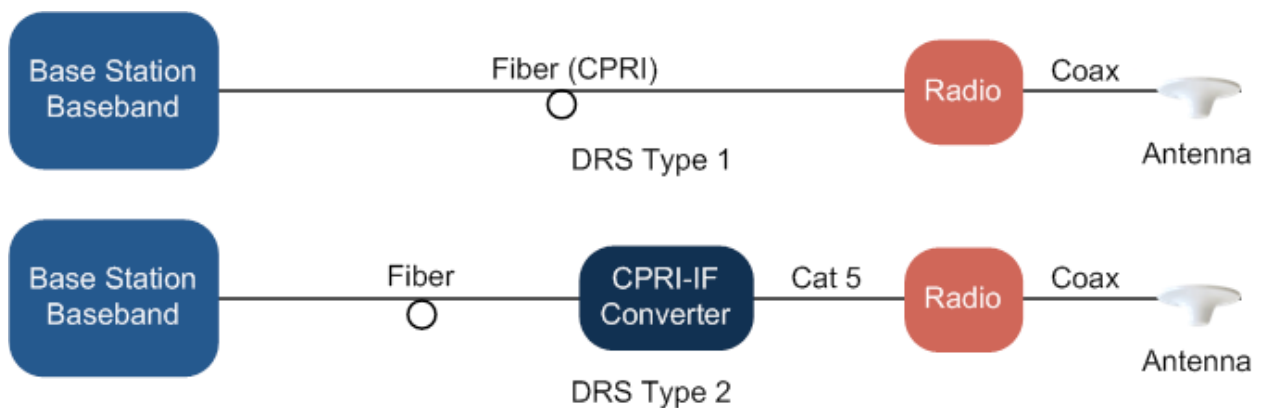 Base Station
Baseband
Fiber (CPRI)
Radio
Coax
Antenna
DRS Type 1
Base Station
Baseband
Fiber
CPRI-IF
Converter
Cat 5
Radio
Coax
Antenna
DRS Type 2